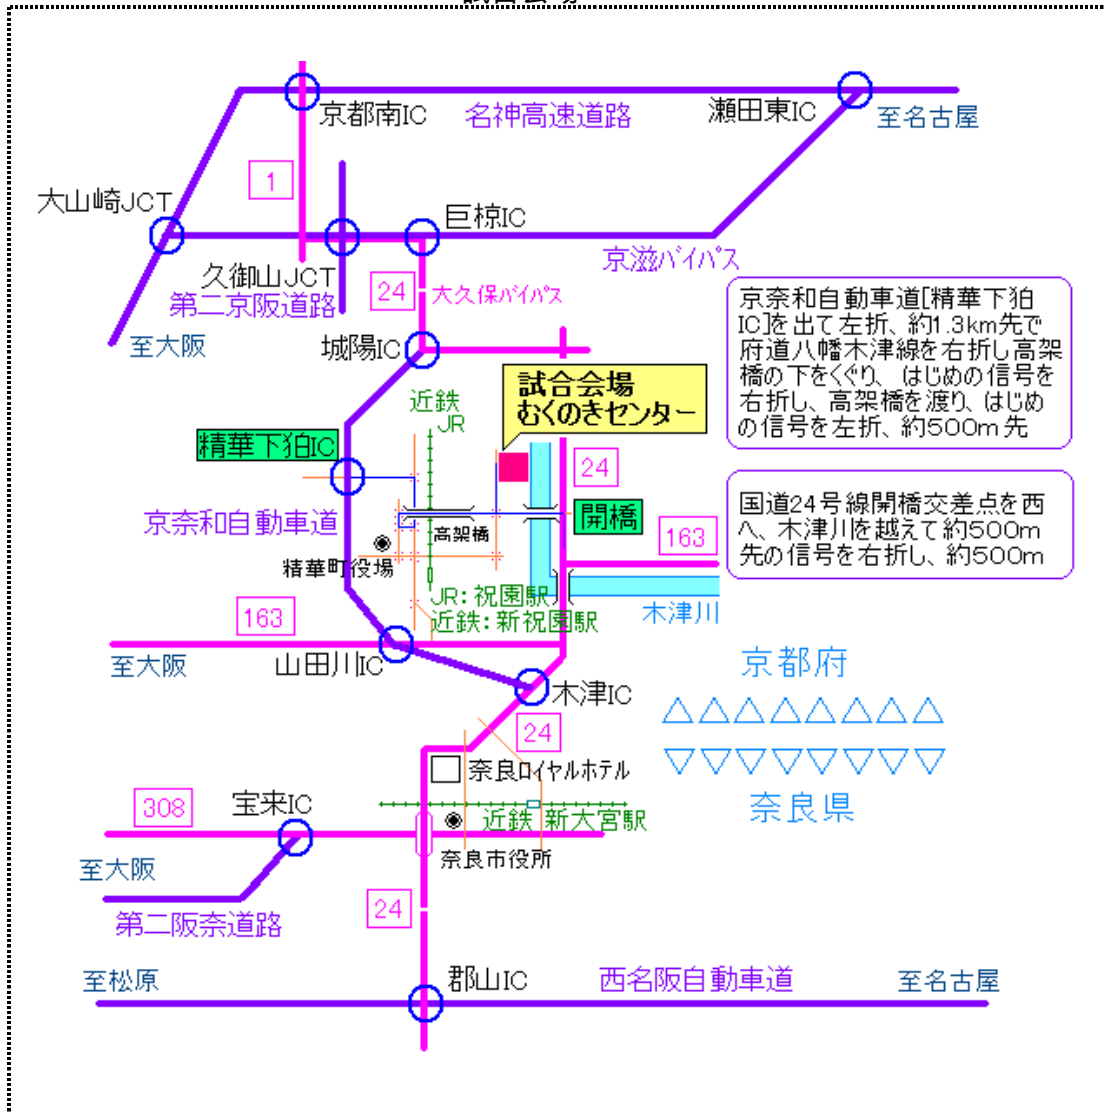 試合会場
京都南IC
名神高速道路
瀬田東IC
至名古屋
1
大山崎JCT
巨椋IC
久御山JCT
京滋バイパス
第二京阪道路
24
大久保バイパス
至大阪
城陽IC
京奈和自動車道[精華下狛
IC]を出て左折、約1.3km先で
府道八幡木津線を右折し高架
橋の下をくぐり、はじめの信号を
右折し、高架橋を渡り、はじめ
の信号を左折、約500m先
試合会場
むくのきセンター
近鉄
JR
精華下狛IC
24
京奈和自動車道
高架橋
開橋
163
国道24号線開橋交差点を西
へ、木津川を越えて約500m
先の信号を右折し、約500m
精華町役場
JR:祝園駅
近鉄:新祝園駅
木津川
163
至大阪
山田川IC
木津IC
京都府
24
奈良ロイヤルホテル
奈良県
308
宝来IC
近鉄 新大宮駅
奈良市役所
至大阪
第二阪奈道路
24
至松原
郡山IC
西名阪自動車道
至名古屋